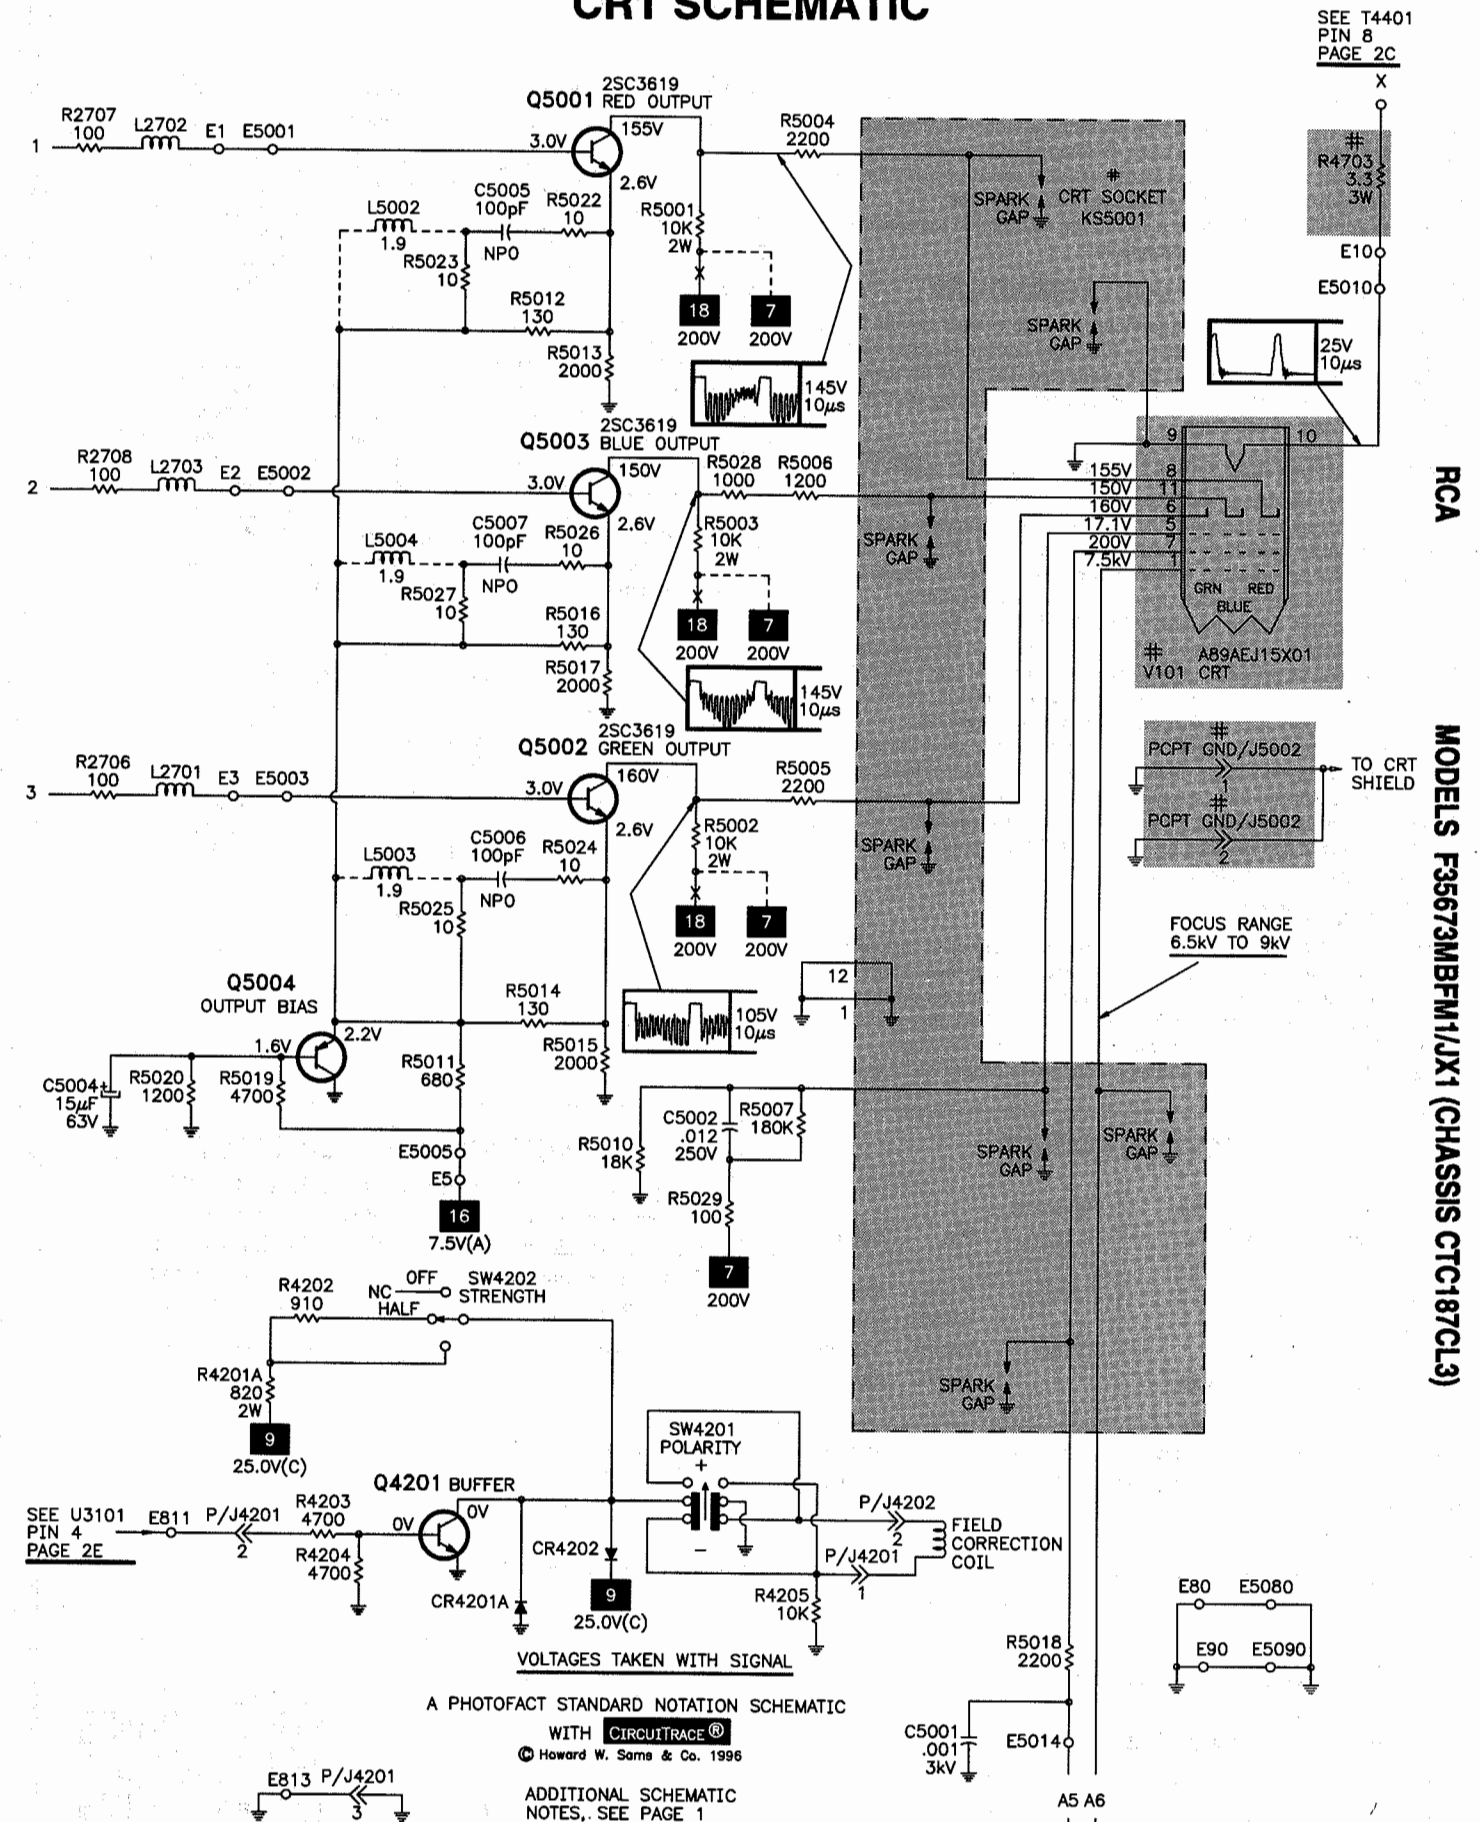 CRT SCHEMATIC
SEE T4401
PIN 8
PAGE 2C
X
#
R4703
3.3
3W
E10
E5010
25V
10µs
1
R2707
100
L2702
E1
E5001
Q5001
2SC3619
RED OUTPUT
155V
3.0V
2.6V
R5004
2200
L5002
1.9
C5005
100pF
NPO
R5022
10
R5023
10
R5012
130
R5013
2000
R5001
10K
2W
18
200V
7
200V
145V
10µs
SPARK
GAP
#
CRT SOCKET
KS5001
SPARK
GAP
2
R2708
100
L2703
E2
E5002
Q5003
2SC3619
BLUE OUTPUT
150V
3.0V
2.6V
R5028
1000
R5006
1200
L5004
1.9
C5007
100pF
NPO
R5026
10
R5027
10
R5016
130
R5017
2000
R5003
10K
2W
18
200V
7
200V
145V
10µs
SPARK
GAP
9
10
155V
8
150V
11
160V
6
17.1V
5
200V
7
7.5kV
1
GRN
RED
BLUE
#
V101
A89AEJ15X01
CRT
3
R2706
100
L2701
E3
E5003
Q5002
2SC3619
GREEN OUTPUT
160V
3.0V
2.6V
R5005
2200
L5003
1.9
C5006
100pF
NPO
R5024
10
R5025
10
R5014
130
R5015
2000
R5002
10K
2W
18
200V
7
200V
105V
10µs
SPARK
GAP
12
1
#
PCPT GND/J5002
1
#
PCPT GND/J5002
2
TO CRT
SHIELD
FOCUS RANGE
6.5kV TO 9kV
Q5004
OUTPUT BIAS
2.2V
1.6V
C5004
+
15µF
63V
R5020
1200
R5019
4700
R5011
680
E5005
E5
16
7.5V(A)
R5010
18K
C5002
.012
250V
R5007
180K
R5029
100
7
200V
SPARK
GAP
SPARK
GAP
SPARK
GAP
R4202
910
OFF
NC
HALF
SW4202
STRENGTH
R4201A
820
2W
9
25.0V(C)
SEE U3101
PIN 4
PAGE 2E
E811
P/J4201
2
R4203
4700
R4204
4700
Q4201 BUFFER
0V
0V
CR4201A
CR4202
9
25.0V(C)
SW4201
POLARITY
+
−
P/J4202
2
P/J4201
1
R4205
10K
FIELD
CORRECTION
COIL
E80
E5080
E90
E5090
R5018
2200
C5001
.001
3kV
E5014
A5 A6
VOLTAGES TAKEN WITH SIGNAL
A PHOTOFACT STANDARD NOTATION SCHEMATIC
WITH CIRCUITRACE®
© Howard W. Sams & Co. 1996
E813
P/J4201
3
ADDITIONAL SCHEMATIC
NOTES, SEE PAGE 1
RCA
MODELS F35673MBFM1/JX1 (CHASSIS CTC187CL3)